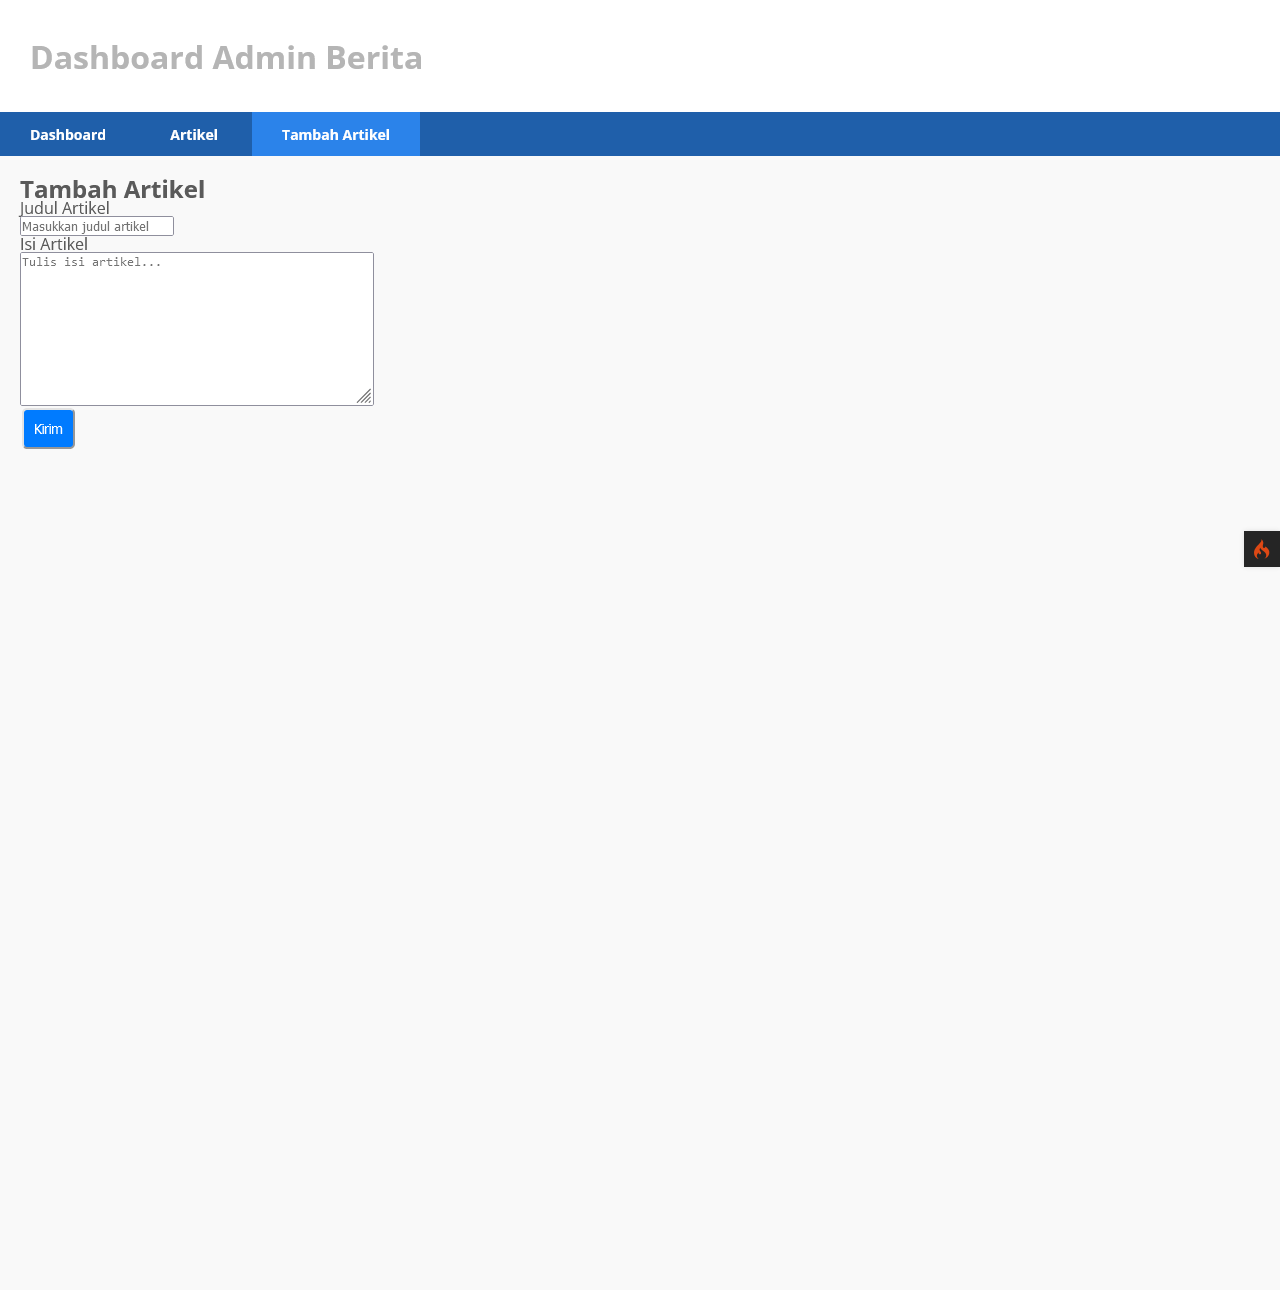 Dashboard Admin Berita
Dashboard Artikel Tambah Artikel
Tambah Artikel
Judul Artikel
Masukkan judul artikel
Isi Artikel
Tulis isi artikel...
Kirim